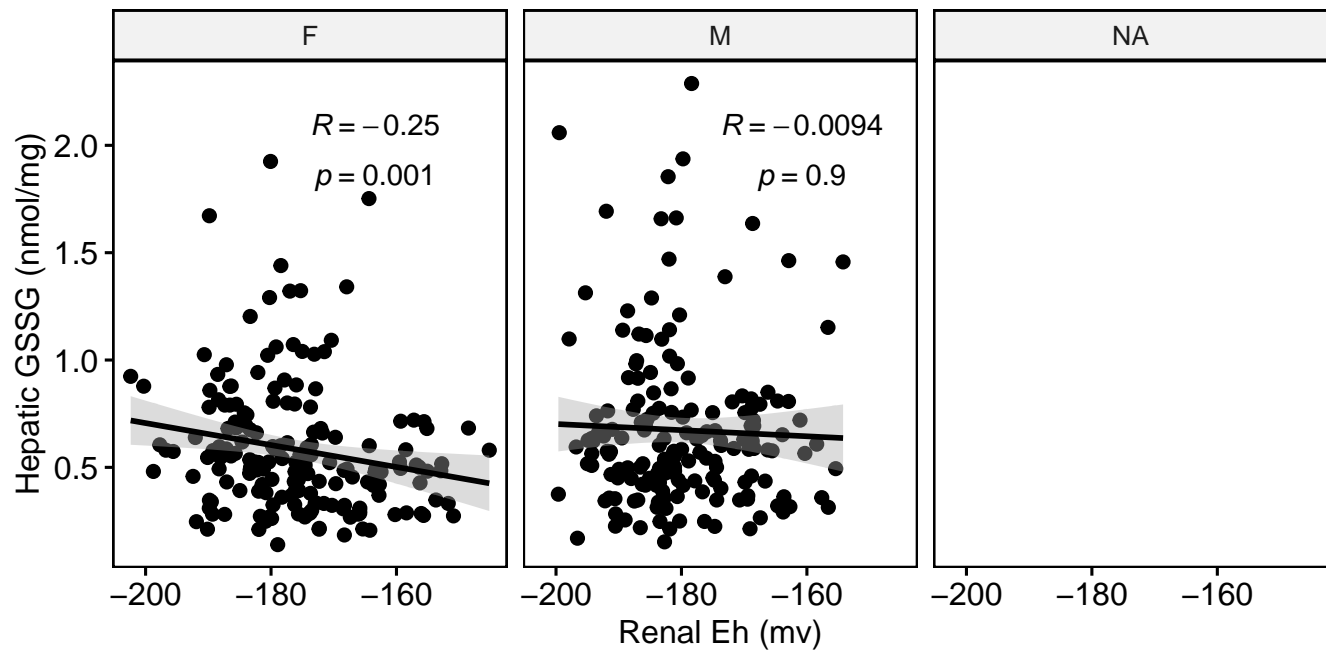 F
M
NA
R = −0.25
p = 0.001
R = −0.0094
p = 0.9
Hepatic GSSG (nmol/mg)
2.0
1.5
1.0
0.5
−200
−180
−160
−200
−180
−160
−200
−180
−160
Renal Eh (mv)